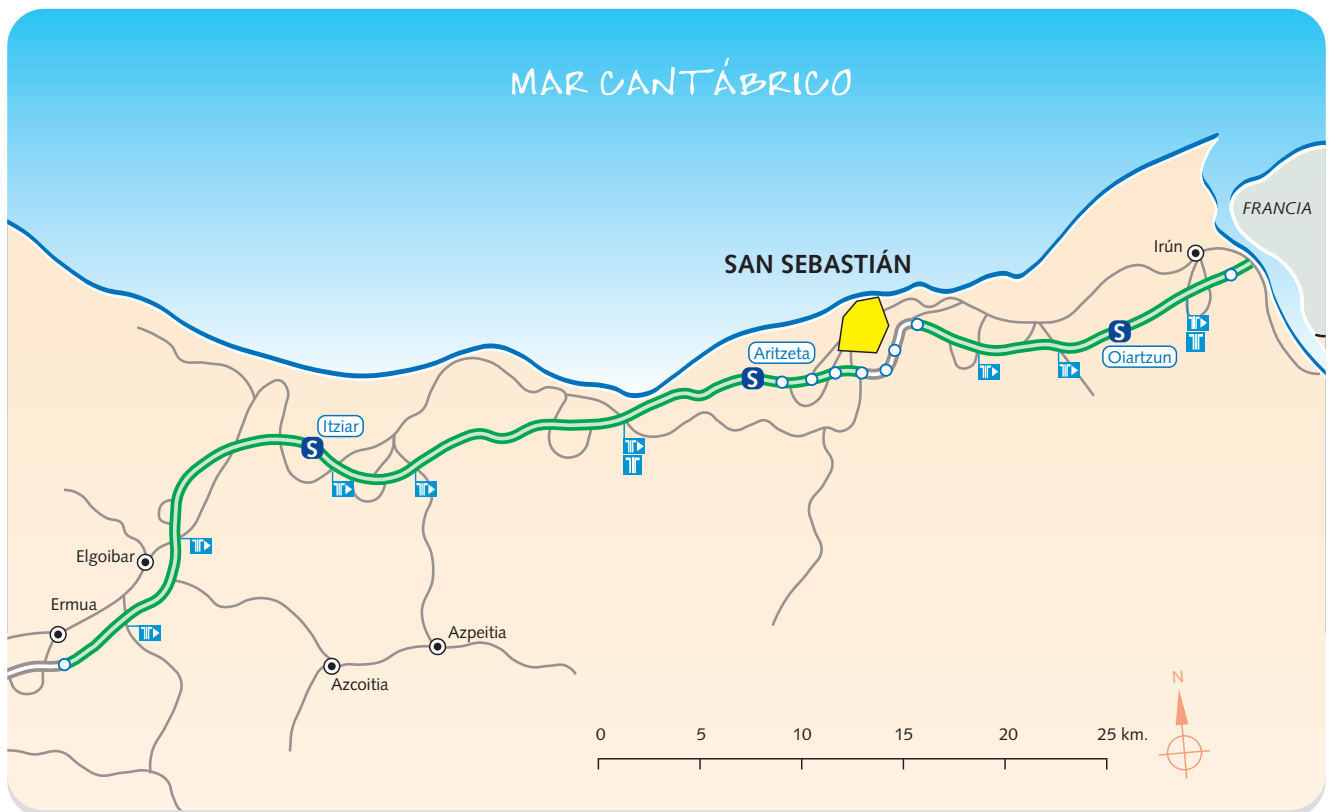 MAR CANTÁBRICO
FRANCIA
Irún
SAN SEBASTIÁN
S
Oiartzun
Aritzeta
S
Itziar
S
Elgoibar
Ermua
Azpeitia
Azcoitia
N
0 5 10 15 20 25 km.